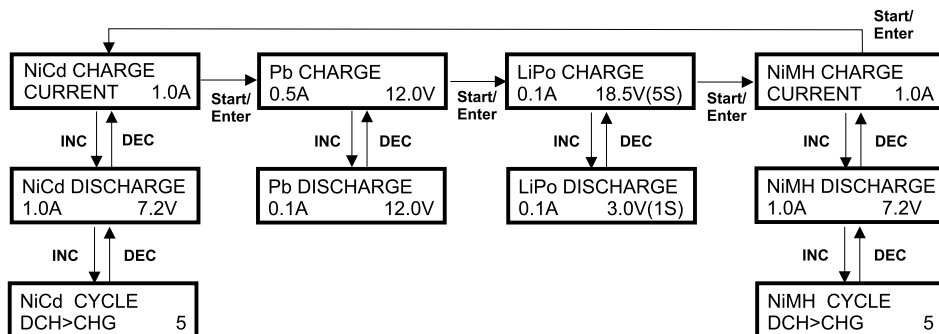 Start/
Enter
NiCd CHARGE
CURRENT 1.0A
Start/
Enter
Pb CHARGE
0.5A 12.0V
Start/
Enter
LiPo CHARGE
0.1A 18.5V(5S)
Start/
Enter
NiMH CHARGE
CURRENT 1.0A
INC DEC
INC DEC
INC DEC
INC DEC
NiCd DISCHARGE
1.0A 7.2V
Pb DISCHARGE
0.1A 12.0V
LiPo DISCHARGE
0.1A 3.0V(1S)
NiMH DISCHARGE
1.0A 7.2V
INC DEC
INC DEC
NiCd CYCLE
DCH>CHG 5
NiMH CYCLE
DCH>CHG 5